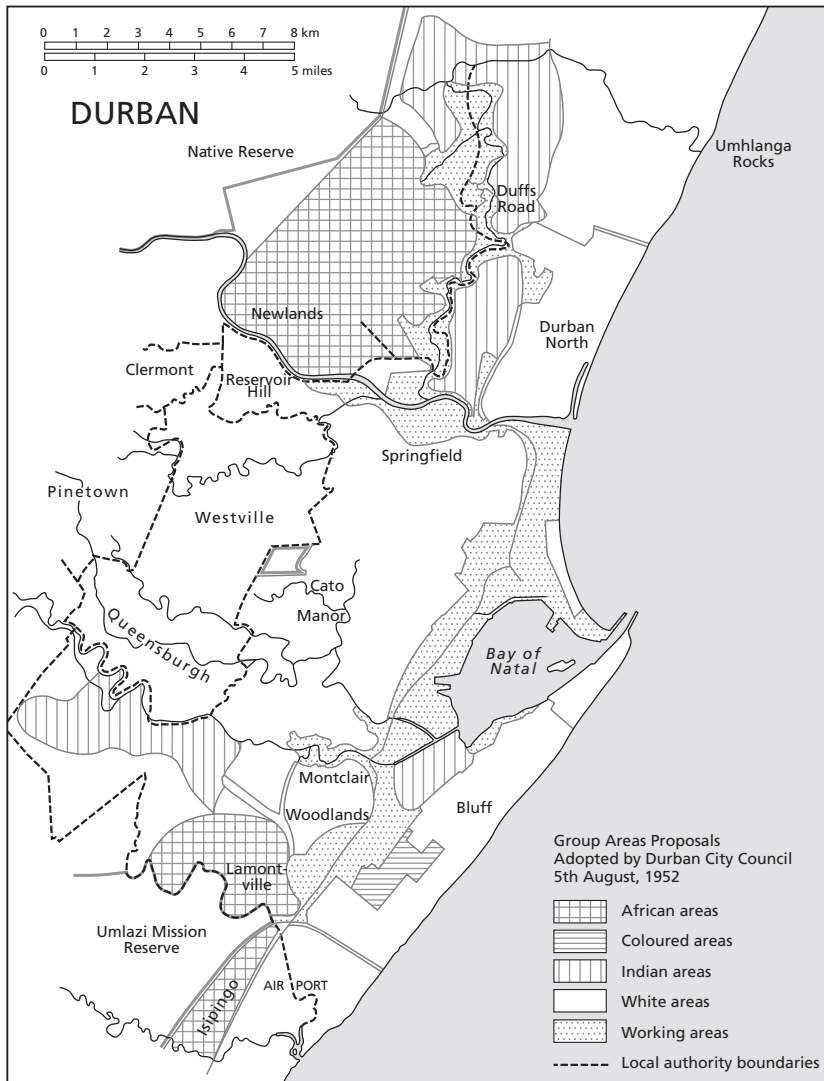 0 1 2 3 4 5 6 7 8 km
0 1 2 3 4 5 miles
DURBAN
Native Reserve
Umhlanga
Rocks
Duffs
Road
Newlands
Durban
North
Clermont
Reservoir
Hill
Springfield
Pinetown
Westville
Cato
Manor
Queensburgh
Bay of
Natal
Montclair
Woodlands
Bluff
Lamont-
ville
Umlazi Mission
Reserve
AIR PORT
Isipingo
Group Areas Proposals
Adopted by Durban City Council
5th August, 1952
African areas
Coloured areas
Indian areas
White areas
Working areas
Local authority boundaries